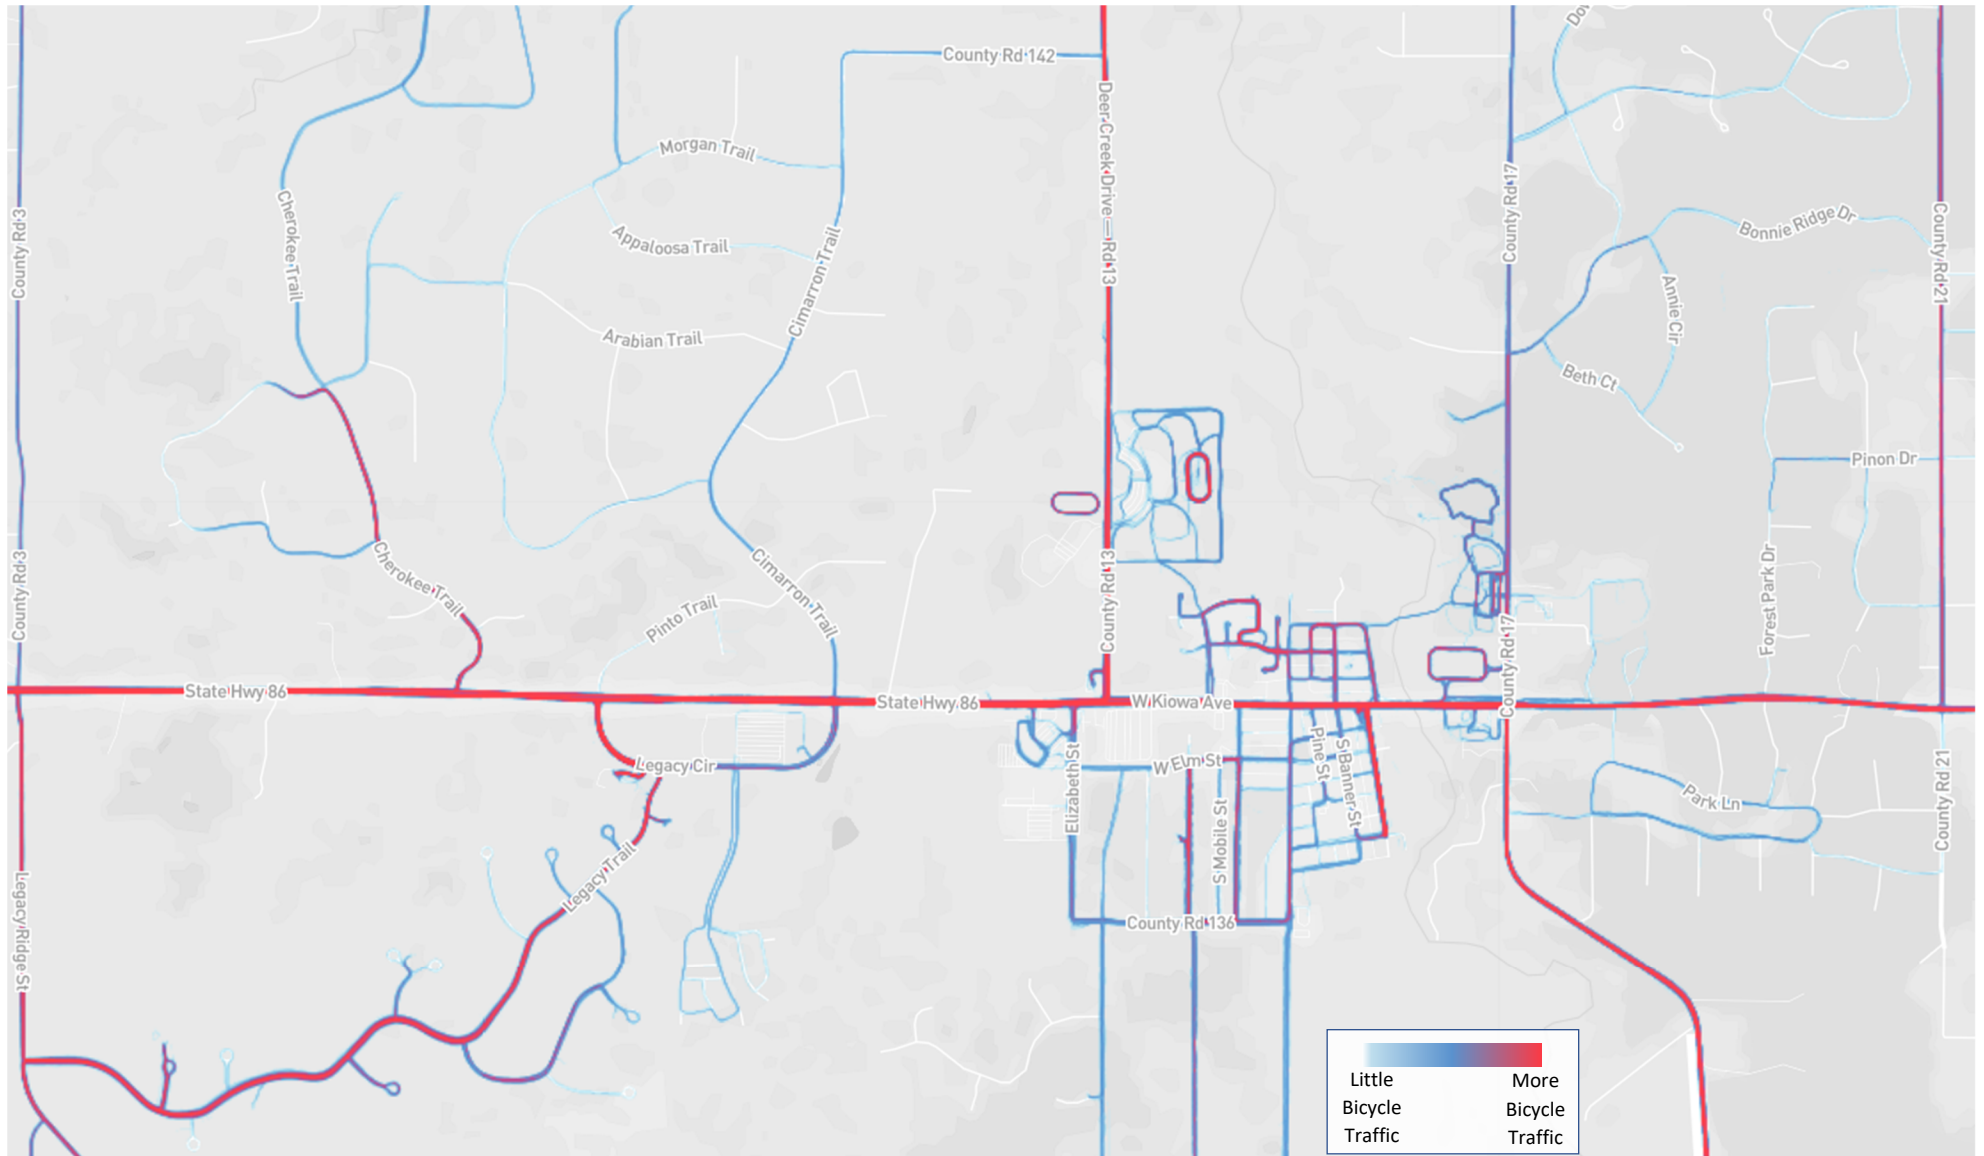 Dov
County Rd 142
Deer Creek Drive — Rd 13
Morgan Trail
County Rd 3
Cherokee Trail
Appaloosa Trail
Cimarron Trail
County Rd 17
Bonnie Ridge Dr
County Rd 21
Annie Cir
Arabian Trail
Beth Ct
Pinon Dr
County Rd 3
Cherokee Trail
Pinto Trail
Cimarron Trail
County Rd 13
Forest Park Dr
County Rd 17
State Hwy 86
State Hwy 86
W Kiowa Ave
Legacy Cir
Elizabeth St
W Elm St
Pine St
S Banner St
S Mobile St
Park Ln
County Rd 21
Legacy Trail
Legacy Ridge St
County Rd 136
Little
Bicycle
Traffic
More
Bicycle
Traffic